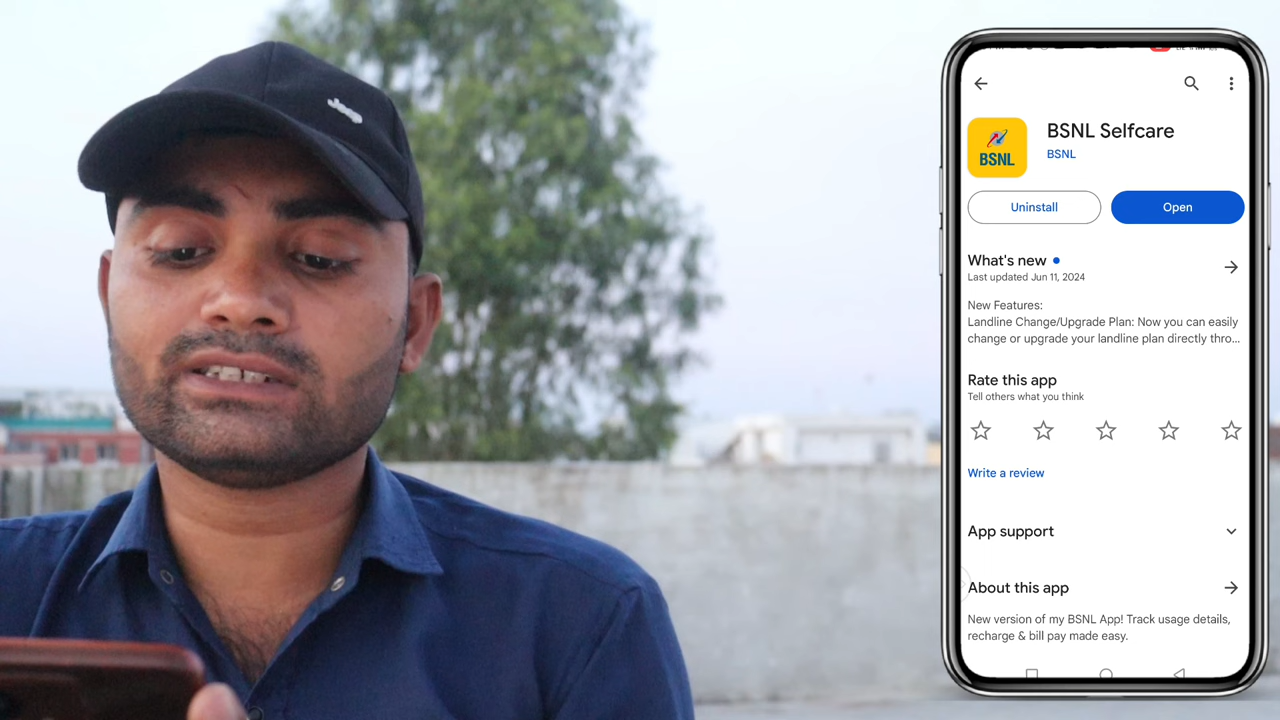 Jeep
BSNL
BSNL Selfcare
BSNL
Uninstall
Open
What's new
Last updated Jun 11, 2024
New Features:
Landline Change/Upgrade Plan: Now you can easily
change or upgrade your landline plan directly thro...
Rate this app
Tell others what you think
Write a review
App support
About this app
New version of my BSNL App! Track usage details,
recharge & bill pay made easy.